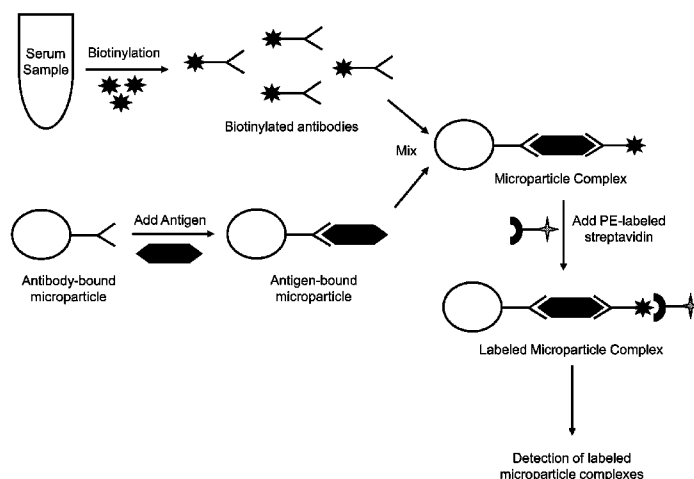 Serum
Sample
Biotinylation
Biotinylated antibodies
Mix
Microparticle Complex
Add Antigen
Antibody-bound
microparticle
Antigen-bound
microparticle
Add PE-labeled
streptavidin
Labeled Microparticle Complex
Detection of labeled
microparticle complexes